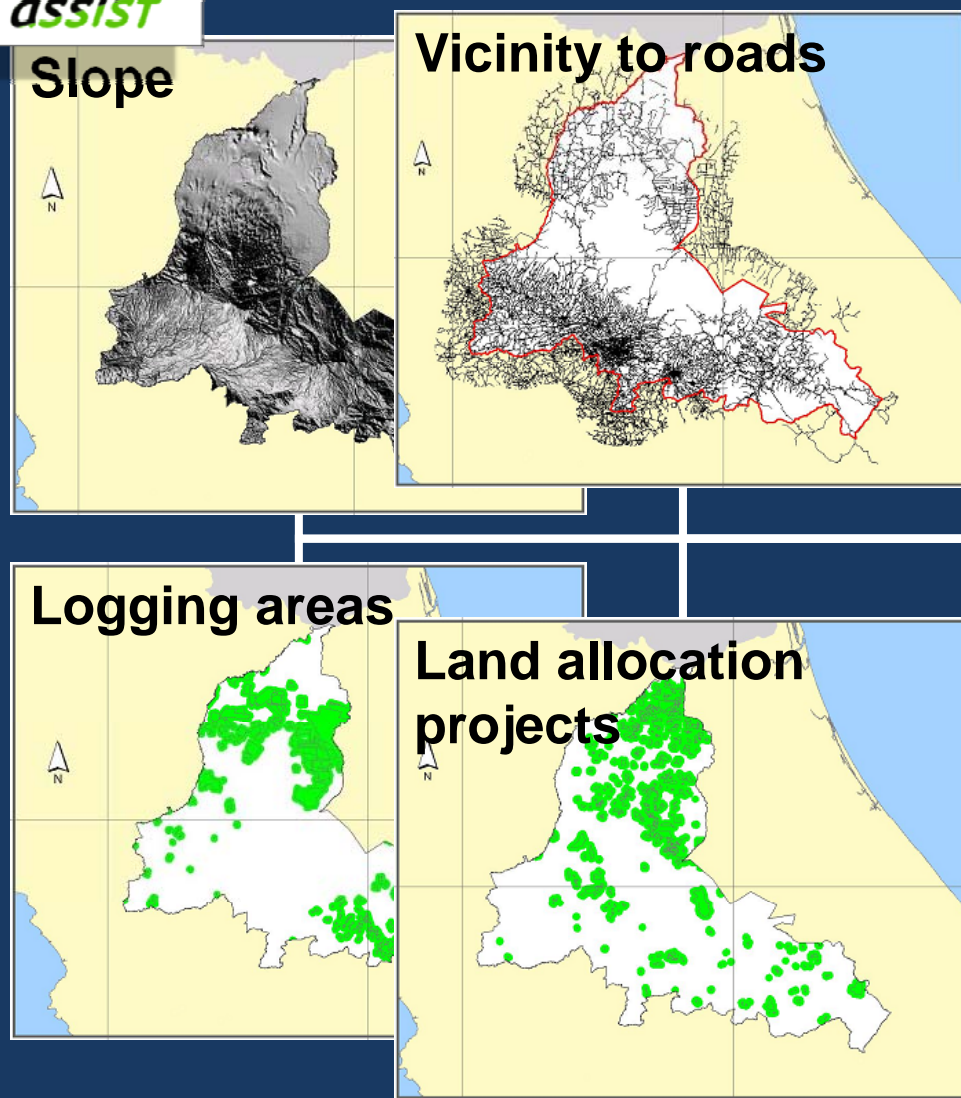 assist
Slope
Vicinity to roads
N
N
Logging areas
Land allocation
projects
N
N